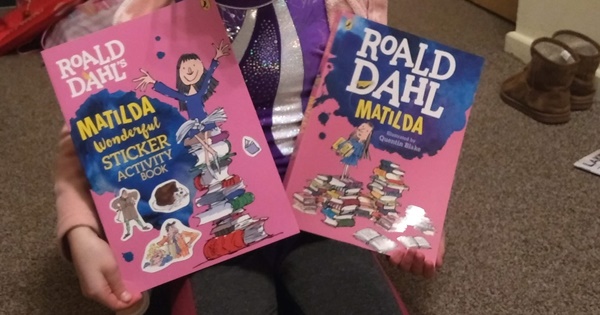 ROALD
DAHL'S
MATILDA
Wonderful
STICKER
ACTIVITY
BOOK
ROALD
DAHL
MATILDA
Illustrated by
Quentin Blake